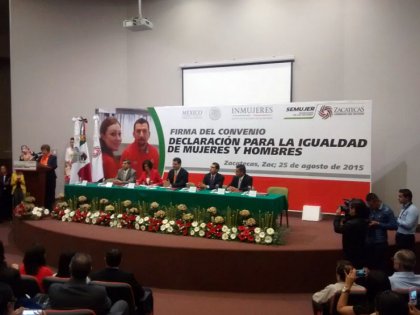 MÉXICO
INMUJERES
SEMUJER
ZACATECAS
FIRMA DEL CONVENIO
DECLARACIÓN PARA LA IGUALDAD
DE MUJERES Y HOMBRES
Zacatecas, Zac; 25 de agosto de 2015